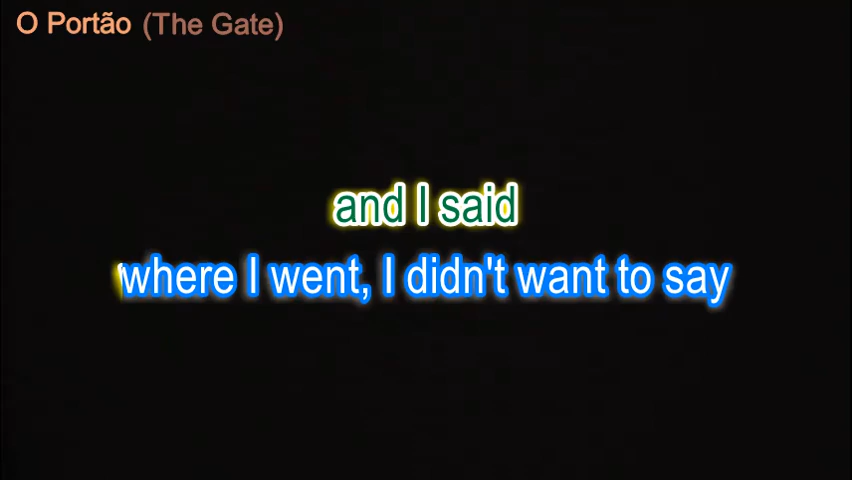 O Portão (The Gate)
and I said
where I went, I didn't want to say